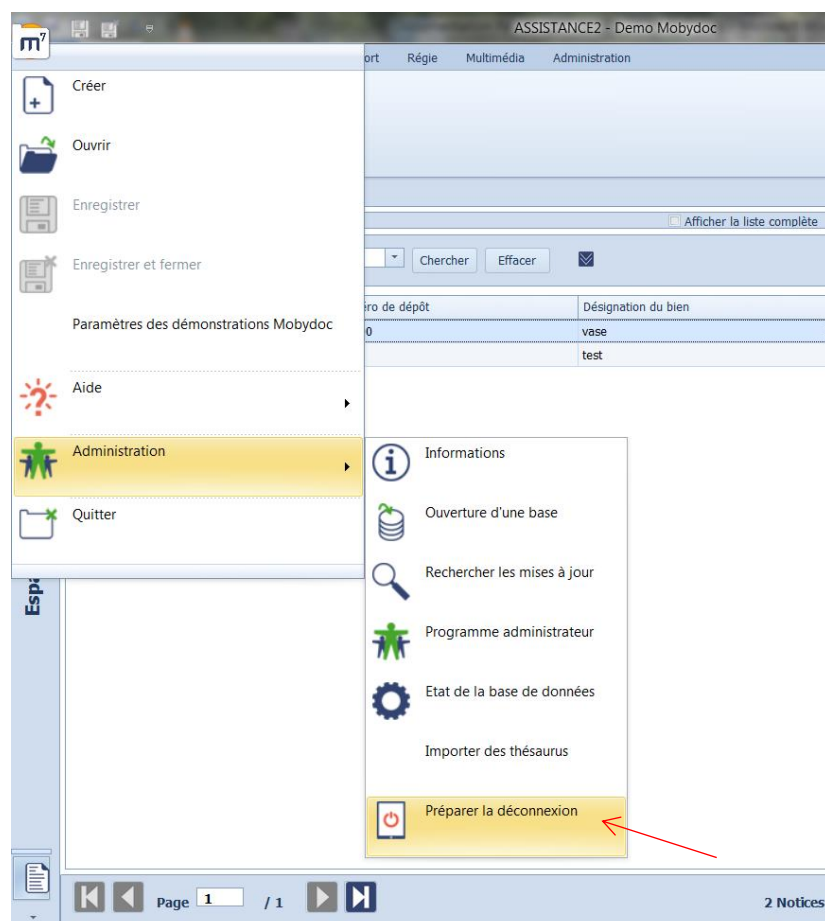 ASSISTANCE2 - Demo Mobydoc
m7
ort Régie Multimédia Administration
Créer
Ouvrir
Enregistrer
Afficher la liste complète
Enregistrer et fermer
Chercher Effacer
ro de dépôt Désignation du bien
Paramètres des démonstrations Mobydoc
0 vase
test
Aide
Administration
Informations
Quitter
Ouverture d'une base
Rechercher les mises à jour
Espa
Programme administrateur
Etat de la base de données
Importer des thésaurus
Préparer la déconnexion
Page 1 / 1
2 Notices